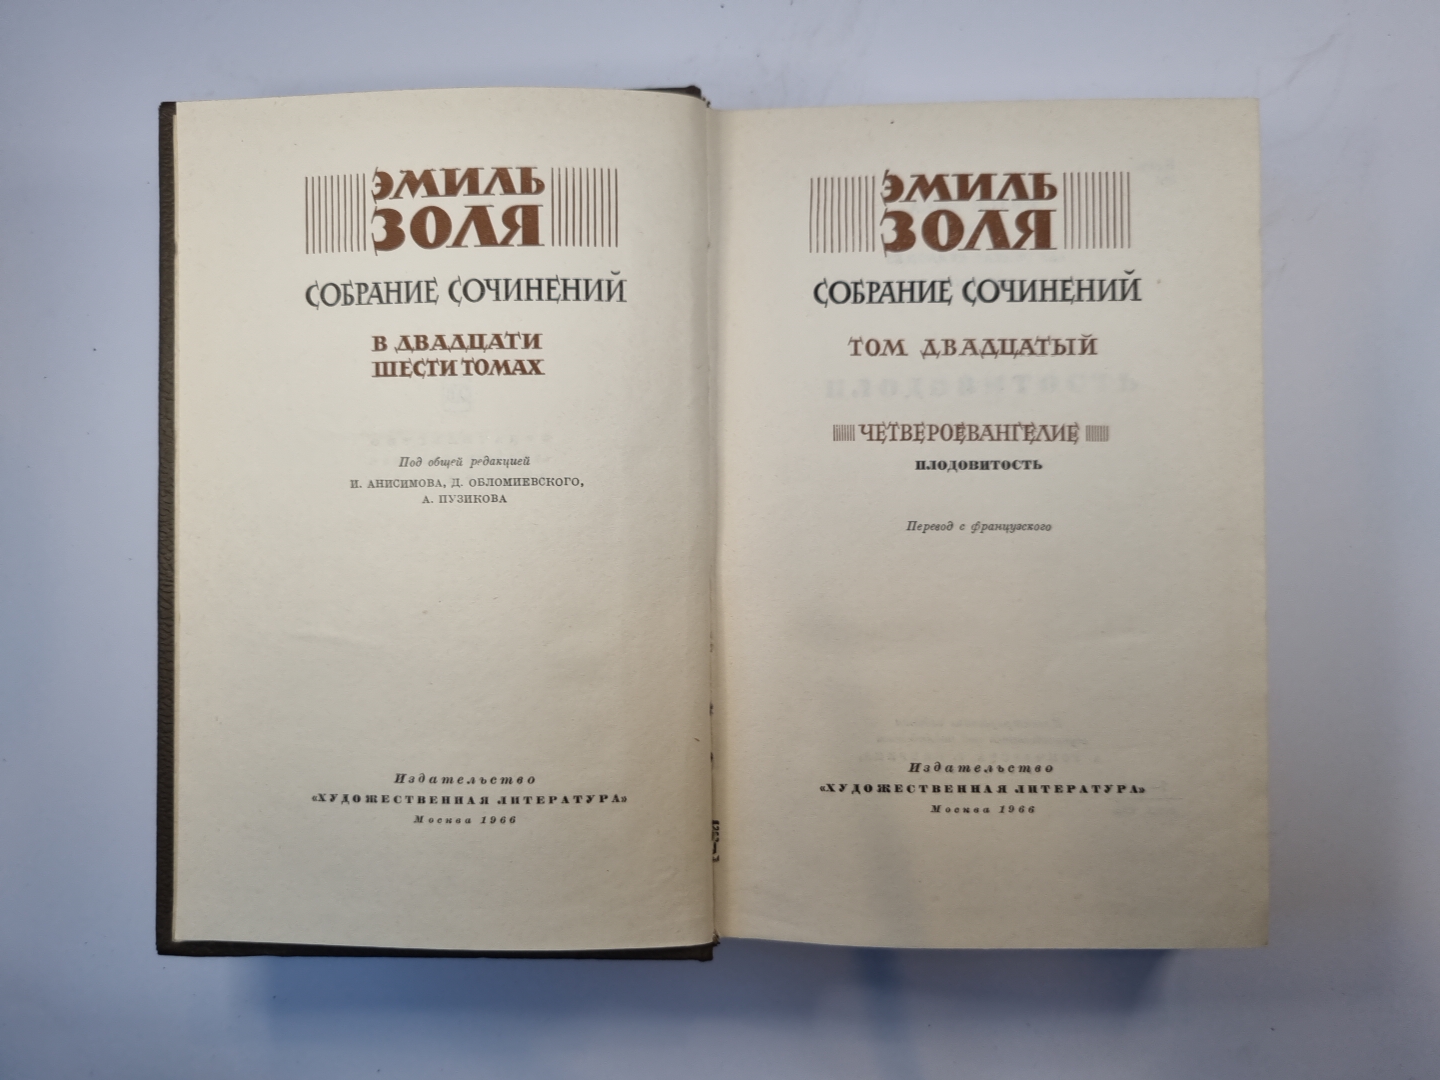 ЭМИЛЬ
ЗОЛЯ
СОБРАНИЕ СОЧИНЕНИЙ
В ДВАДЦАТИ
ШЕСТИ ТОМАХ
Под общей редакцией
И. АНИСИМОВА, Д. ОБЛОМИЕВСКОГО,
А. ПУЗИКОВА
Издательство
«ХУДОЖЕСТВЕННАЯ ЛИТЕРАТУРА»
Москва 1966
ЭМИЛЬ
ЗОЛЯ
СОБРАНИЕ СОЧИНЕНИЙ
ТОМ ДВАДЦАТЫЙ
ЧЕТВЕРОЕВАНГЕЛИЕ
ПЛОДОВИТОСТЬ
Перевод с французского
Издательство
«ХУДОЖЕСТВЕННАЯ ЛИТЕРАТУРА»
Москва 1966